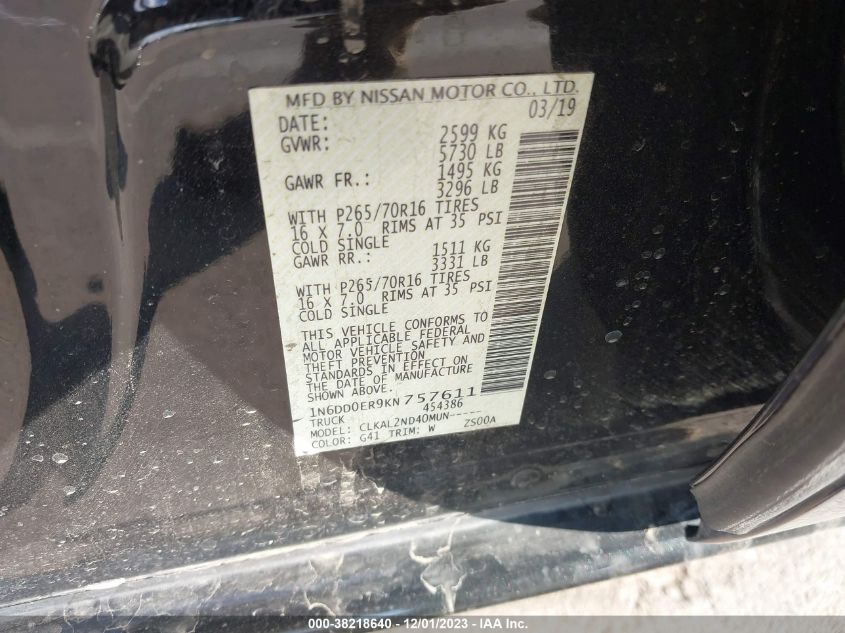 MFD BY NISSAN MOTOR CO., LTD.
DATE: 03/19
GVWR: 2599 KG
5730 LB
GAWR FR.: 1495 KG
3296 LB
WITH P265/70R16 TIRES
16 X 7.0 RIMS AT 35 PSI
COLD SINGLE
GAWR RR.: 1511 KG
3331 LB
WITH P265/70R16 TIRES
16 X 7.0 RIMS AT 35 PSI
COLD SINGLE
THIS VEHICLE CONFORMS TO
ALL APPLICABLE FEDERAL
MOTOR VEHICLE SAFETY AND
THEFT PREVENTION
STANDARDS IN EFFECT ON
THE DATE OF MANUFACTURE
SHOWN ABOVE.
1N6DD0ER9KN757611
TRUCK 454386
MODEL: CLKAL2ND40MUN-----
COLOR: G41 TRIM: W ZS00A
000-38218640 - 12/01/2023 - IAAI.com.